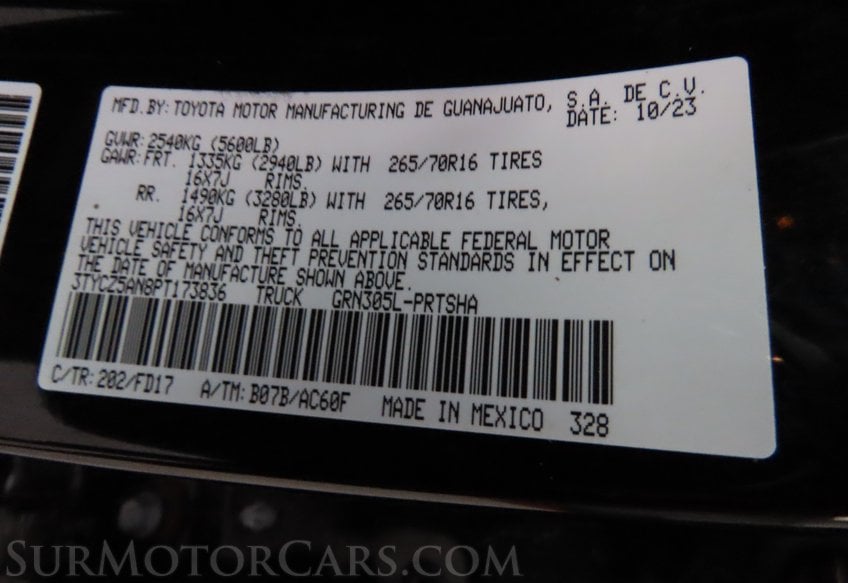 MFD. BY: TOYOTA MOTOR MANUFACTURING DE GUANAJUATO, S.A. DE C.V.
DATE: 10/23
GVWR: 2540KG (5600LB)
GAWR: FRT. 1335KG (2940LB) WITH 265/70R16 TIRES
16X7J RIMS.
RR. 1490KG (3280LB) WITH 265/70R16 TIRES,
16X7J RIMS.
THIS VEHICLE CONFORMS TO ALL APPLICABLE FEDERAL MOTOR
VEHICLE SAFETY AND THEFT PREVENTION STANDARDS IN EFFECT ON
THE DATE OF MANUFACTURE SHOWN ABOVE.
3TYCZ5AN8PT173836 TRUCK GRN305L-PRTSHA
C/TR: 202/FD17 A/TM: B07B/AC60F MADE IN MEXICO 328
SURMOTORCARS.COM